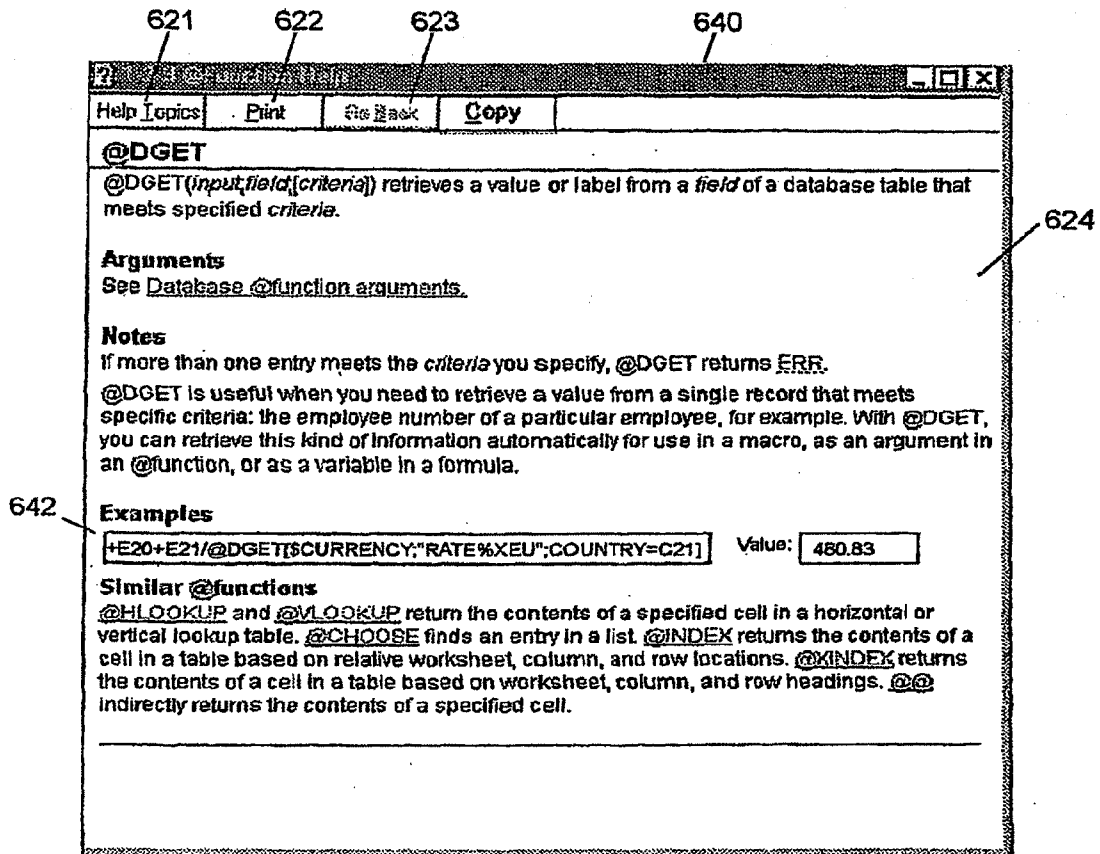 621 622 623 640
@Function Help
Help Topics Print Go Back Copy
@DGET
@DGET(input;field;[criteria]) retrieves a value or label from a field of a database table that
meets specified criteria.
624
Arguments
See Database @function arguments.
Notes
If more than one entry meets the criteria you specify, @DGET returns ERR.
@DGET is useful when you need to retrieve a value from a single record that meets
specific criteria: the employee number of a particular employee, for example. With @DGET,
you can retrieve this kind of information automatically for use in a macro, as an argument in
an @function, or as a variable in a formula.
642
Examples
+E20+E21/@DGET[$CURRENCY;"RATE%XEU";COUNTRY=C21] Value: 480.83
Similar @functions
@HLOOKUP and @VLOOKUP return the contents of a specified cell in a horizontal or
vertical lookup table. @CHOOSE finds an entry in a list. @INDEX returns the contents of a
cell in a table based on relative worksheet, column, and row locations. @XINDEX returns
the contents of a cell in a table based on worksheet, column, and row headings. @@
indirectly returns the contents of a specified cell.